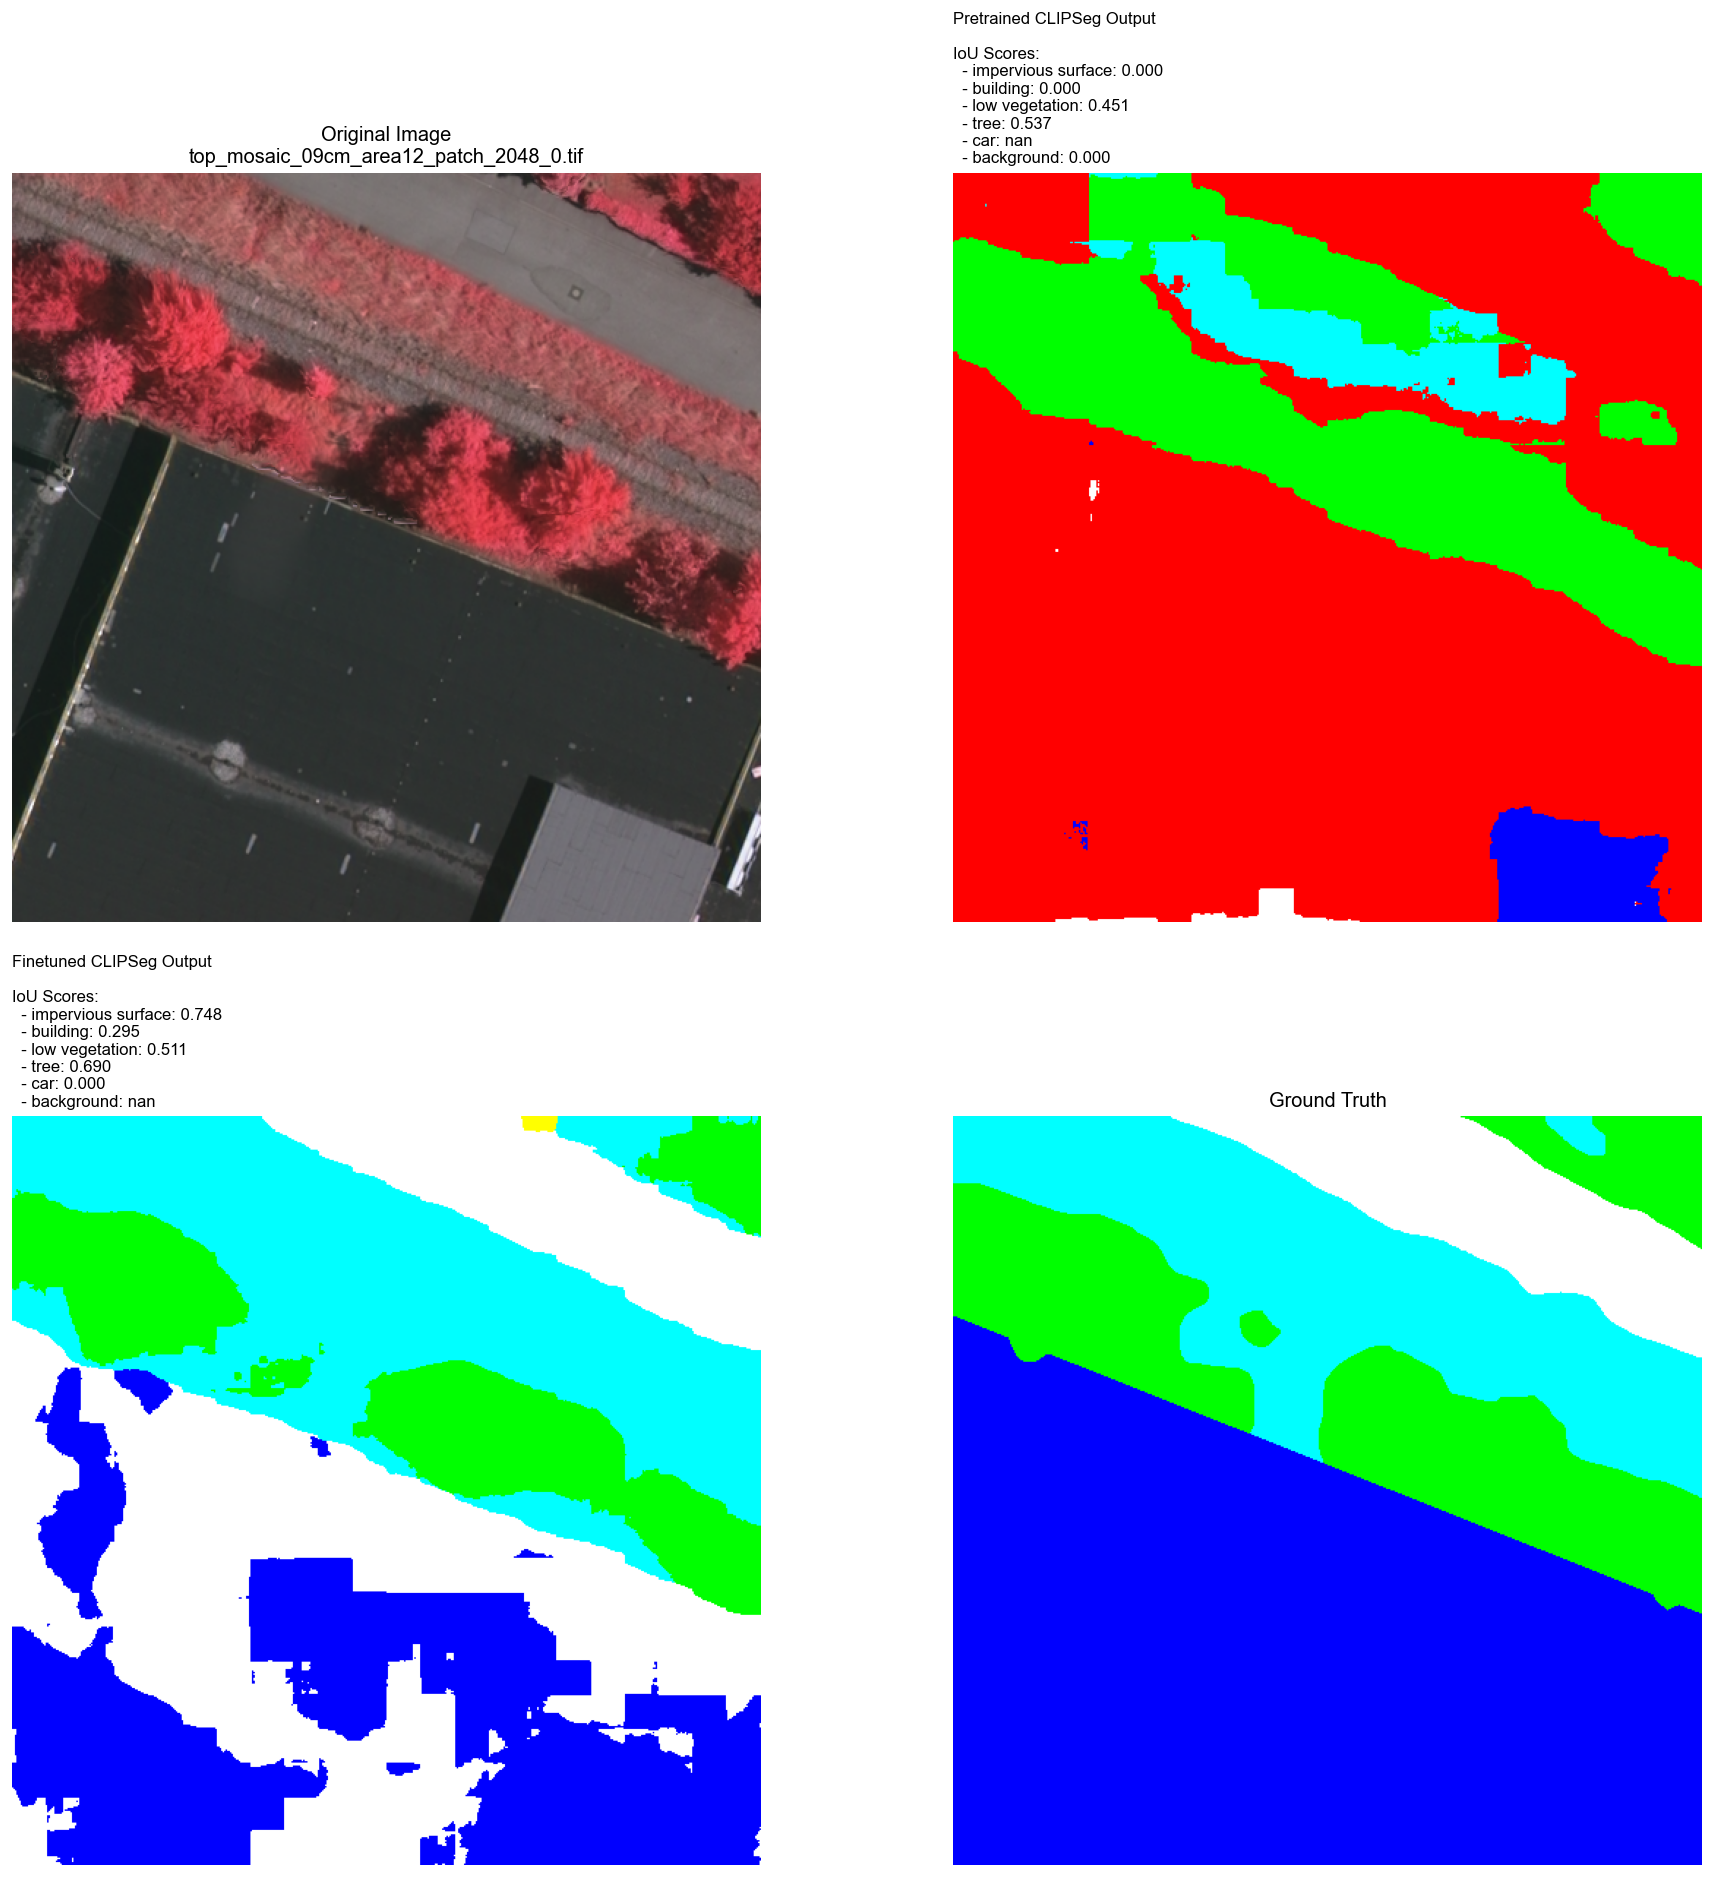 Original Image
top_mosaic_09cm_area12_patch_2048_0.tif
Pretrained CLIPSeg Output
IoU Scores:
- impervious surface: 0.000
- building: 0.000
- low vegetation: 0.451
- tree: 0.537
- car: nan
- background: 0.000
Finetuned CLIPSeg Output
IoU Scores:
- impervious surface: 0.748
- building: 0.295
- low vegetation: 0.511
- tree: 0.690
- car: 0.000
- background: nan
Ground Truth